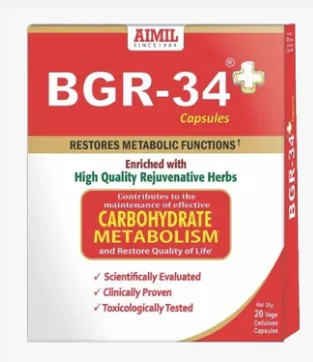 AIMIL
SINCE 1984
BGR-34®+
Capsules
RESTORES METABOLIC FUNCTIONS†
Enriched with
High Quality Rejuvenative Herbs
Contributes to the
maintenance of effective
CARBOHYDRATE
METABOLISM
and Restore Quality of Life
✓ Scientifically Evaluated
✓ Clinically Proven
✓ Toxicologically Tested
Net Qty.
20 Vege
Cellulose
Capsules
BGR-34+
Capsules